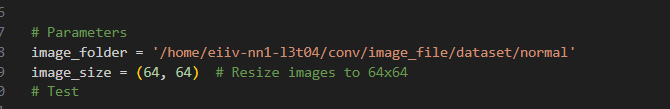 # Parameters
image_folder = '/home/eiiv-nn1-l3t04/conv/image_file/dataset/normal'
image_size = (64, 64)  # Resize images to 64x64
# Test